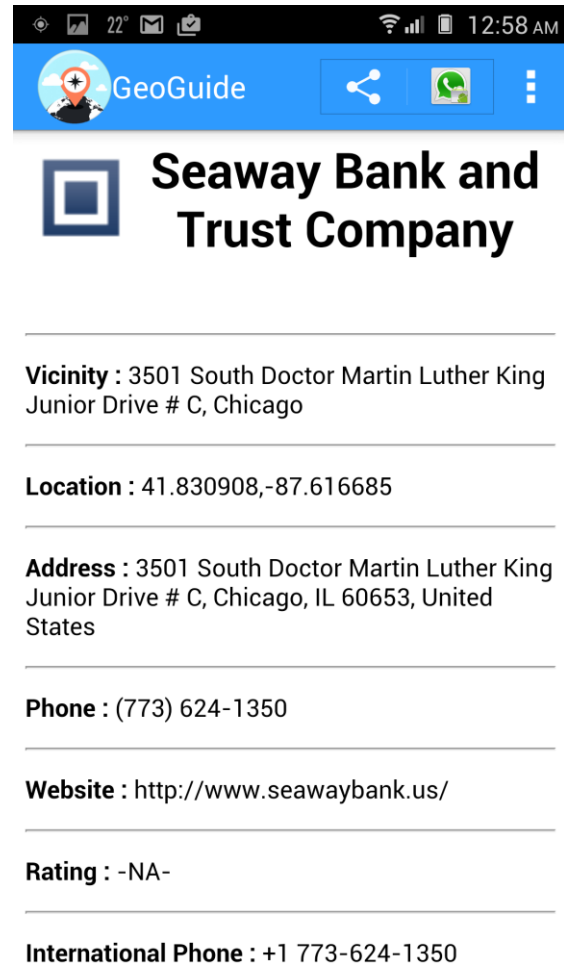 22° 12:58 AM
GeoGuide
Seaway Bank and
Trust Company
Vicinity : 3501 South Doctor Martin Luther King
Junior Drive # C, Chicago
Location : 41.830908,-87.616685
Address : 3501 South Doctor Martin Luther King
Junior Drive # C, Chicago, IL 60653, United
States
Phone : (773) 624-1350
Website : http://www.seawaybank.us/
Rating : -NA-
International Phone : +1 773-624-1350